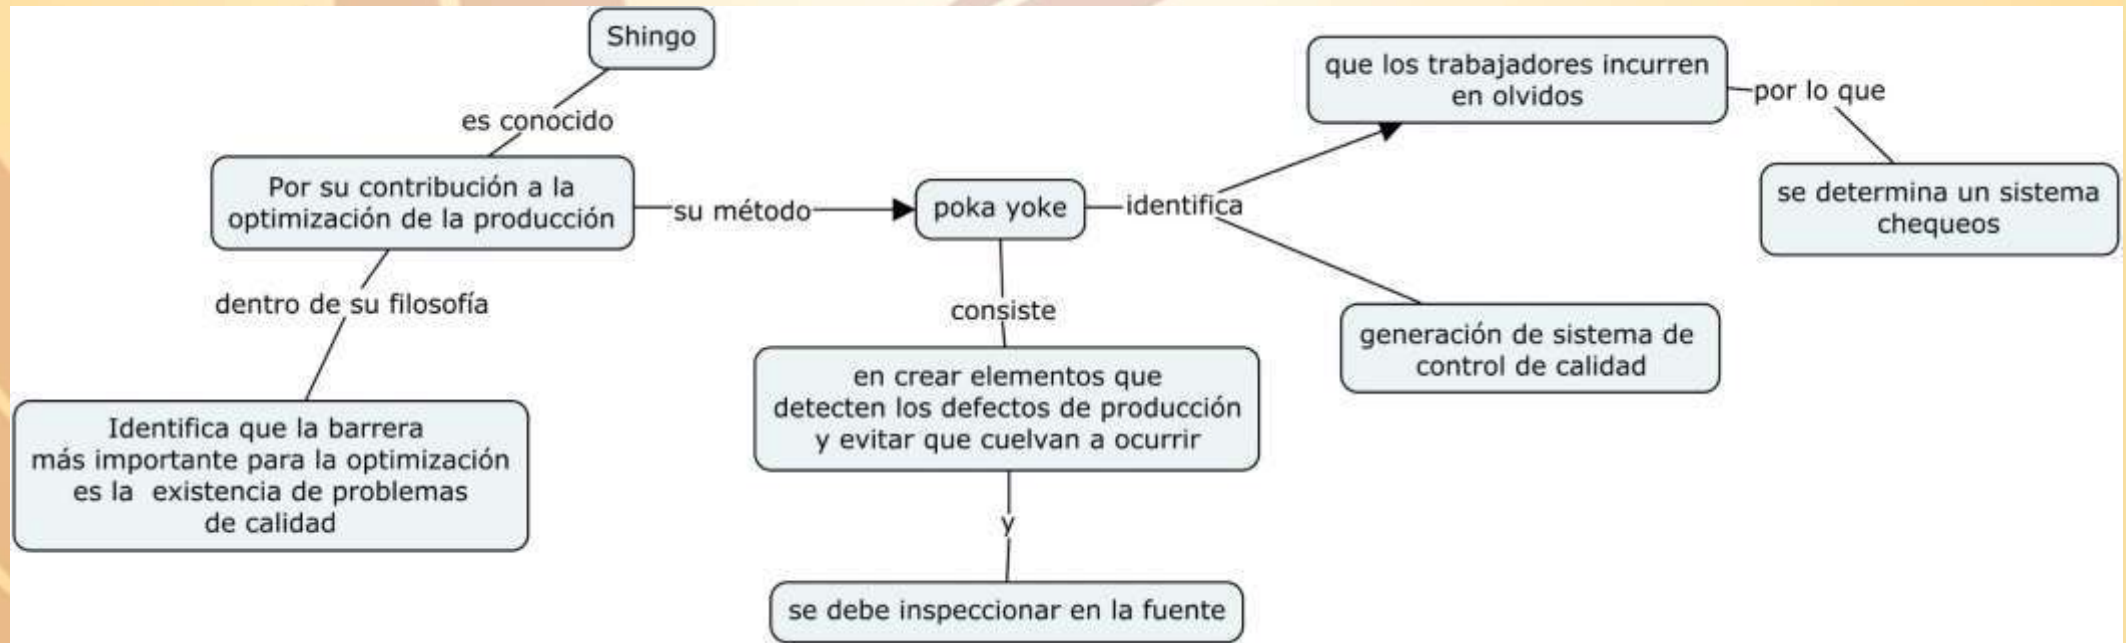 Shingo
es conocido
Por su contribución a la
optimización de la producción
dentro de su filosofía
Identifica que la barrera
más importante para la optimización
es la existencia de problemas
de calidad
su método
poka yoke
consiste
en crear elementos que
detecten los defectos de producción
y evitar que cuelvan a ocurrir
y
se debe inspeccionar en la fuente
identifica
que los trabajadores incurren
en olvidos
por lo que
se determina un sistema
chequeos
generación de sistema de
control de calidad